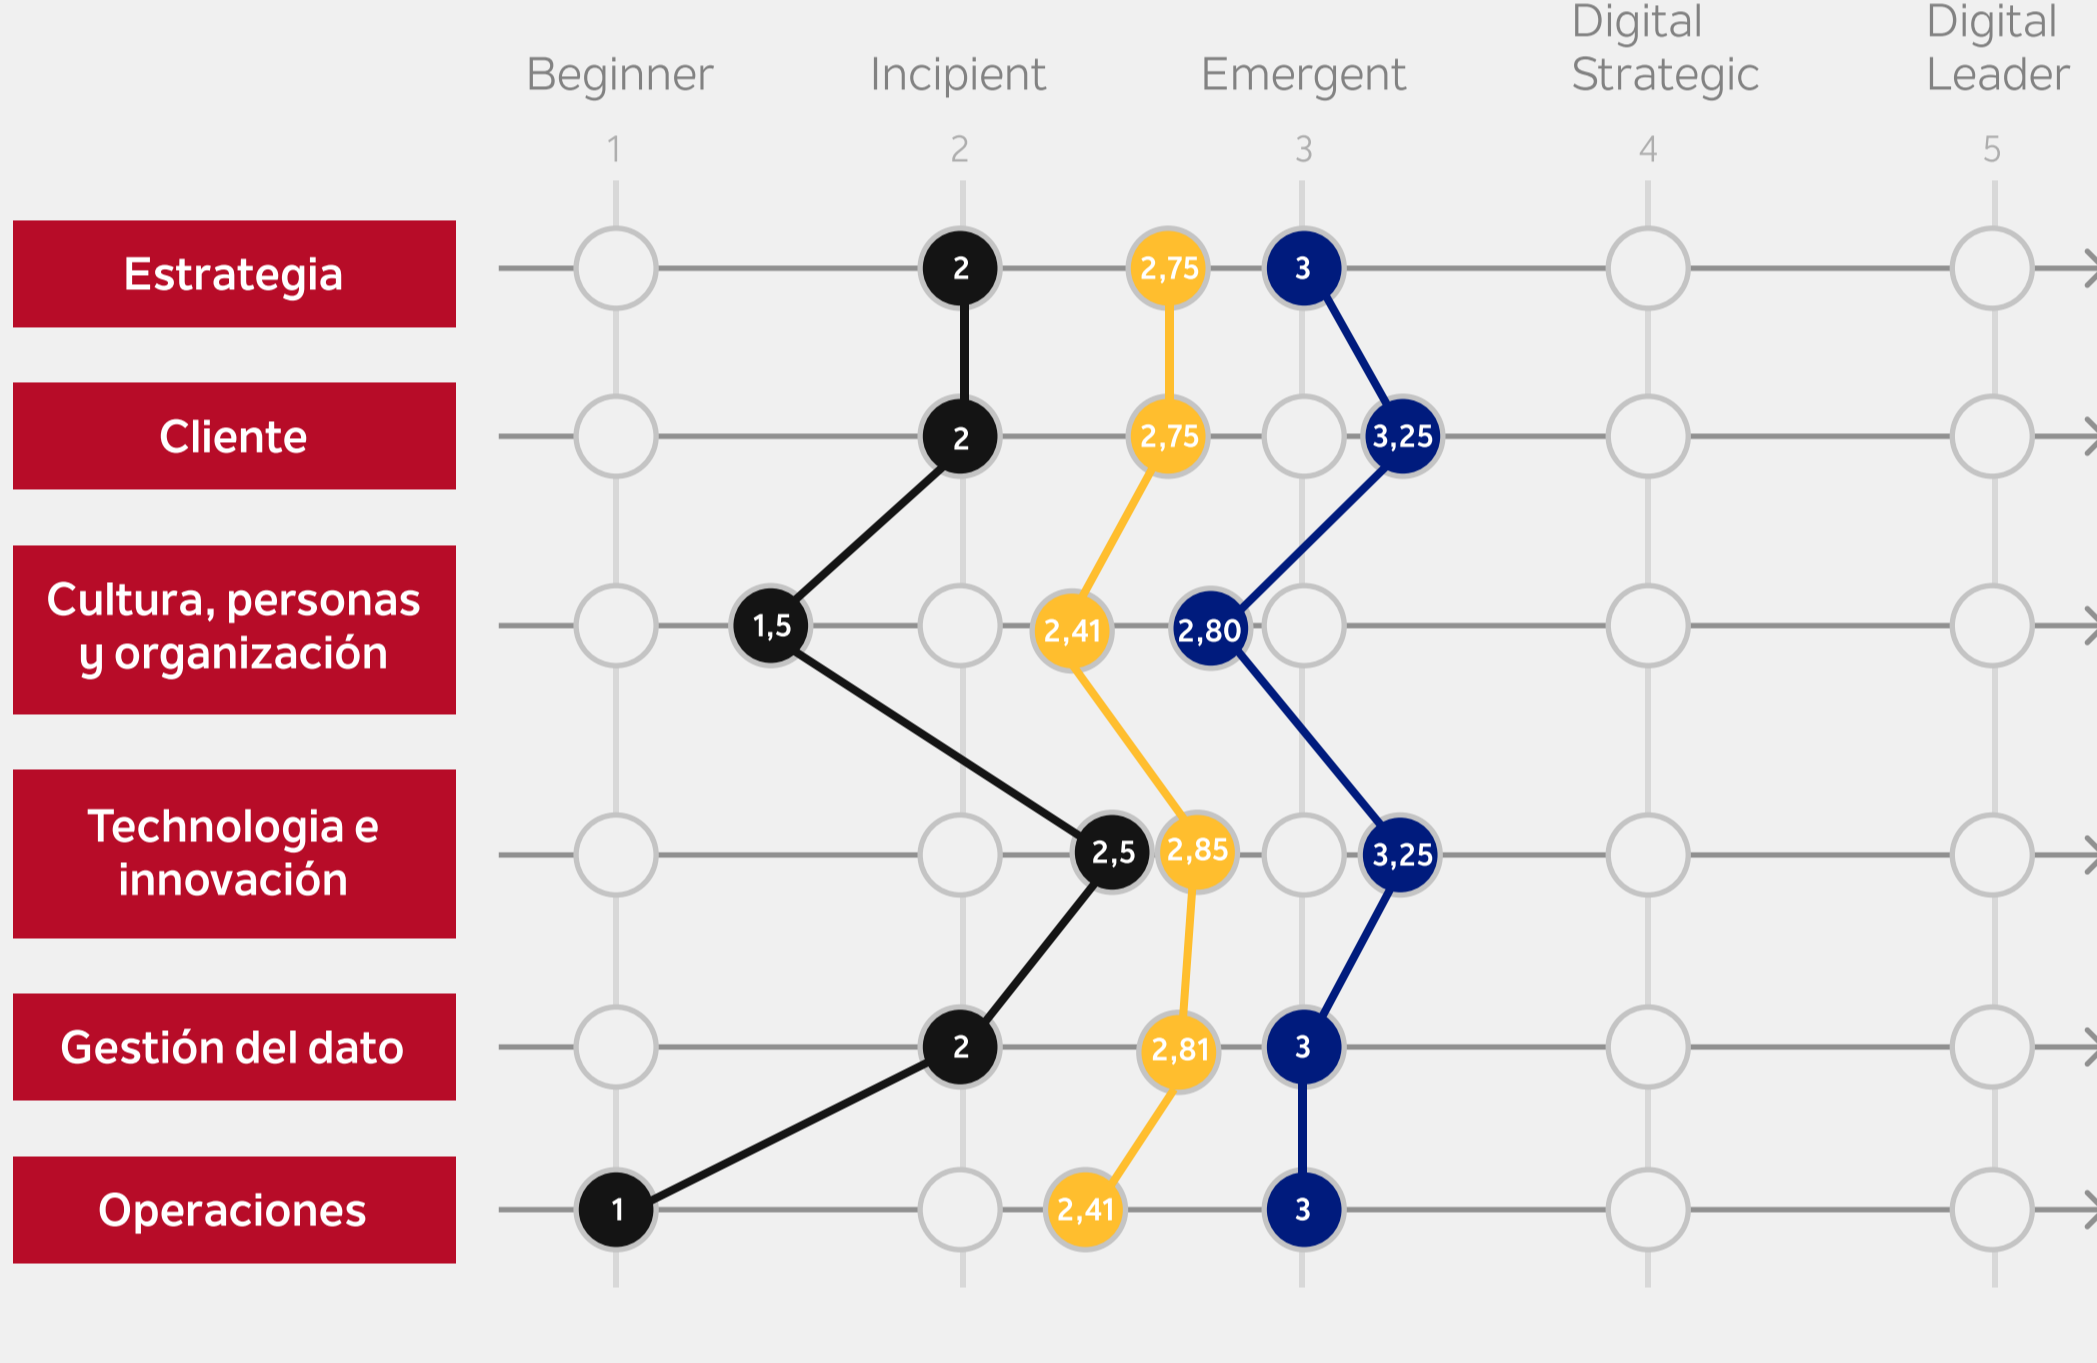 Digital
Strategic
Digital
Leader
Beginner
Incipient
Emergent
1
2
3
4
5
Estrategia
2
2,75
3
Cliente
2
2,75
3,25
Cultura, personas
y organización
1,5
2,41
2,80
Technologia e
innovación
2,5
2,85
3,25
Gestión del dato
2
2,81
3
Operaciones
1
2,41
3